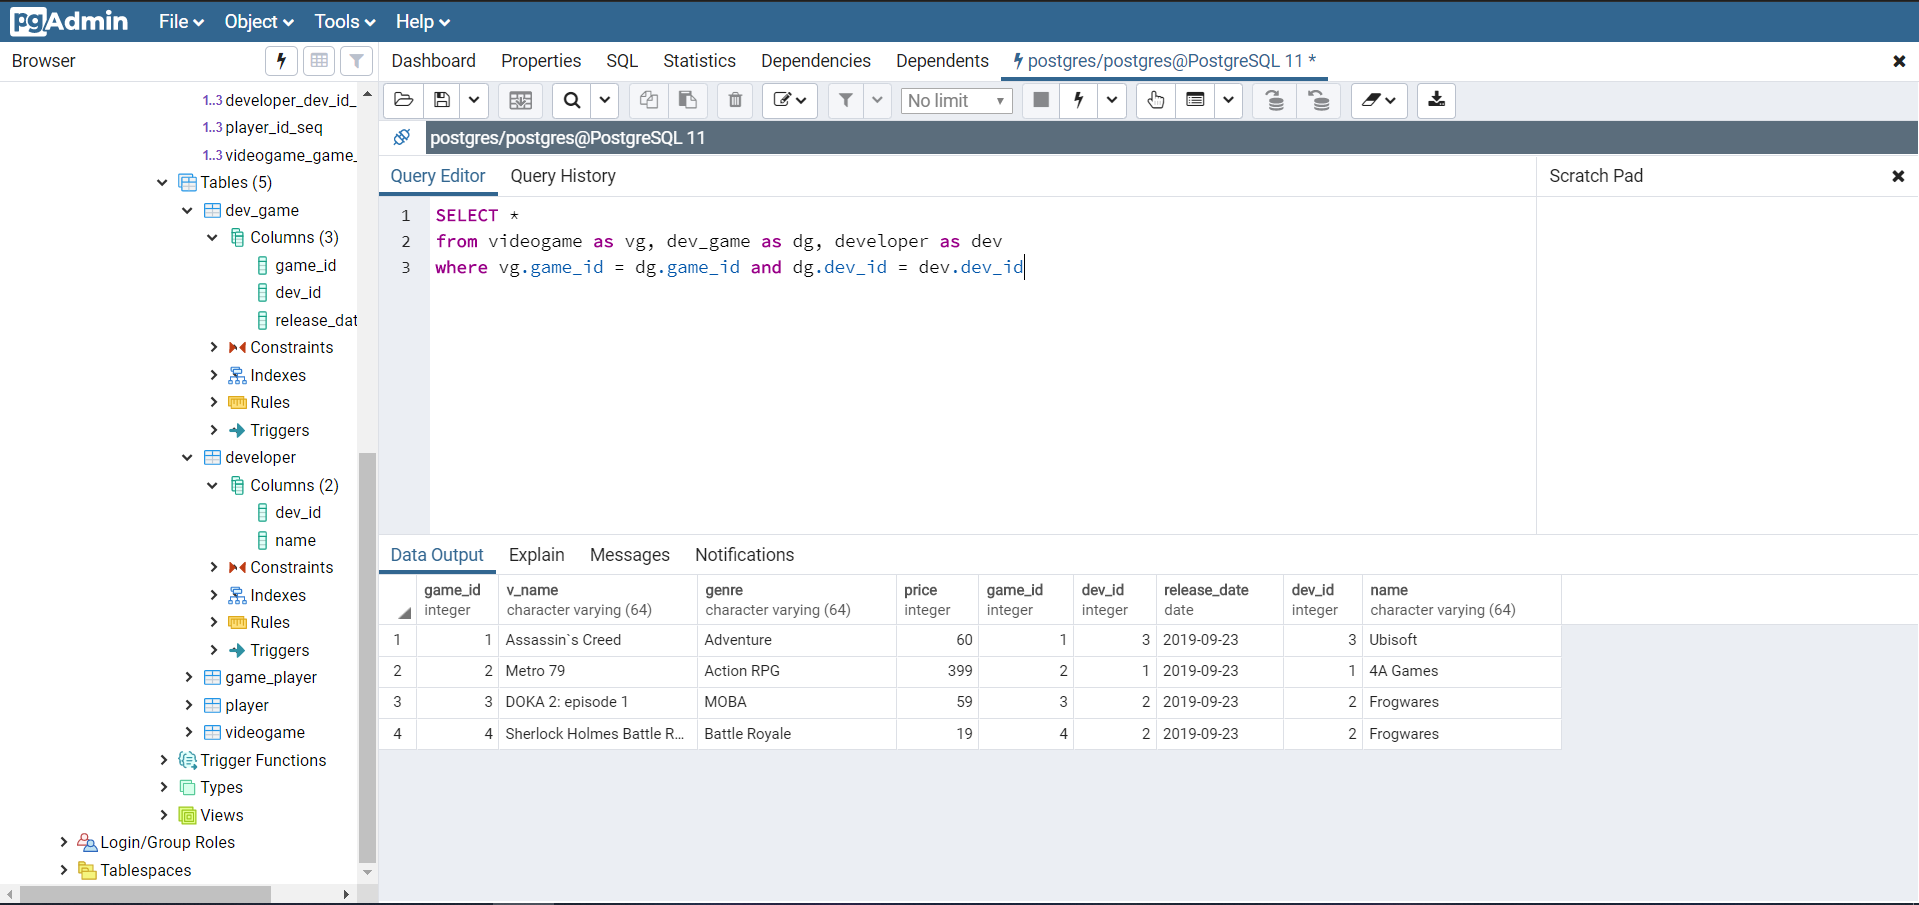 pgAdmin File Object Tools Help
Browser
Dashboard Properties SQL Statistics Dependencies Dependents postgres/postgres@PostgreSQL 11 *
No limit
postgres/postgres@PostgreSQL 11
Query Editor Query History
Scratch Pad
1 SELECT *
2 from videogame as vg, dev_game as dg, developer as dev
3 where vg.game_id = dg.game_id and dg.dev_id = dev.dev_id
1..3 developer_dev_id_
1..3 player_id_seq
1..3 videogame_game_
Tables (5)
dev_game
Columns (3)
game_id
dev_id
release_dat
Constraints
Indexes
Rules
Triggers
developer
Columns (2)
dev_id
name
Constraints
Indexes
Rules
Triggers
game_player
player
videogame
Trigger Functions
Types
Views
Login/Group Roles
Tablespaces
Data Output Explain Messages Notifications
game_id v_name genre price game_id dev_id release_date dev_id name
integer character varying (64) character varying (64) integer integer integer date integer character varying (64)
1 1 Assassin`s Creed Adventure 60 1 3 2019-09-23 3 Ubisoft
2 2 Metro 79 Action RPG 399 2 1 2019-09-23 1 4A Games
3 3 DOKA 2: episode 1 MOBA 59 3 2 2019-09-23 2 Frogwares
4 4 Sherlock Holmes Battle R... Battle Royale 19 4 2 2019-09-23 2 Frogwares